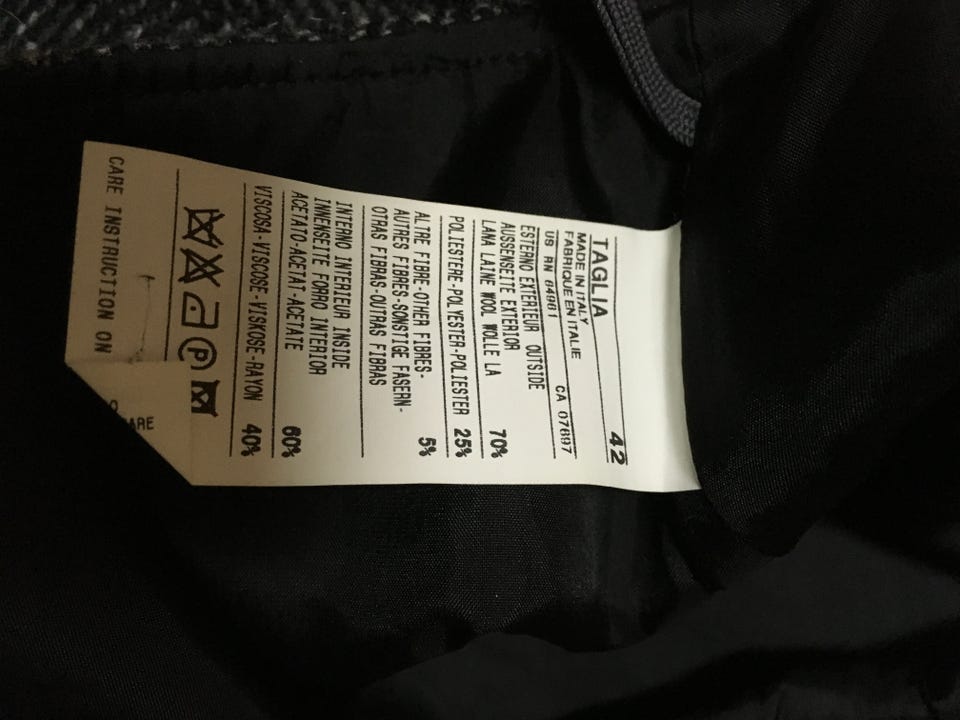 TAGLIA 42
MADE IN ITALY
FABRIQUE EN ITALIE
US RN 84981 CA 07697
ESTERNO EXTERIEUR OUTSIDE
AUSSENSEITE EXTERIOR
LANA LAINE WOOL WOLLE LA 70%
POLIESTERE-POLYESTER-POLIESTER 25%
ALTRE FIBRE-OTHER FIBRES- 5%
AUTRES FIBRES-SONSTIGE FASERN-
OTRAS FIBRAS-OUTRAS FIBRAS
INTERNO INTERIEUR INSIDE
INNENSEITE FORRO INTERIOR
ACETATO-ACETAT-ACETATE 60%
VISCOSA-VISCOSE-VISKOSE-RAYON 40%
P
CARE INSTRUCTION ON